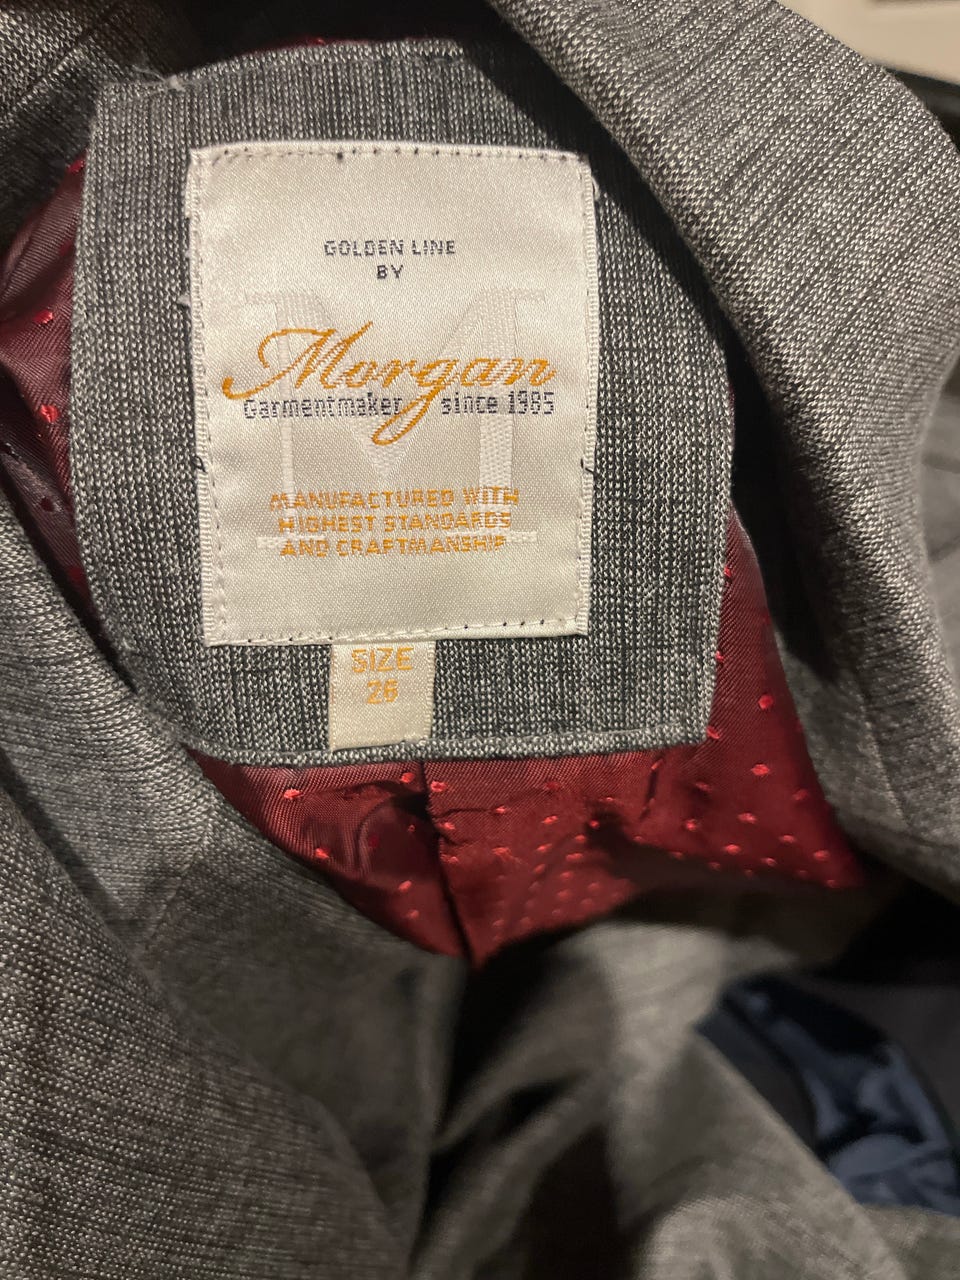 GOLDEN LINE
BY
Morgan
Garmentmaker since 1985
MANUFACTURED WITH
HIGHEST STANDARDS
AND CRAFTMANSHIP
SIZE
26